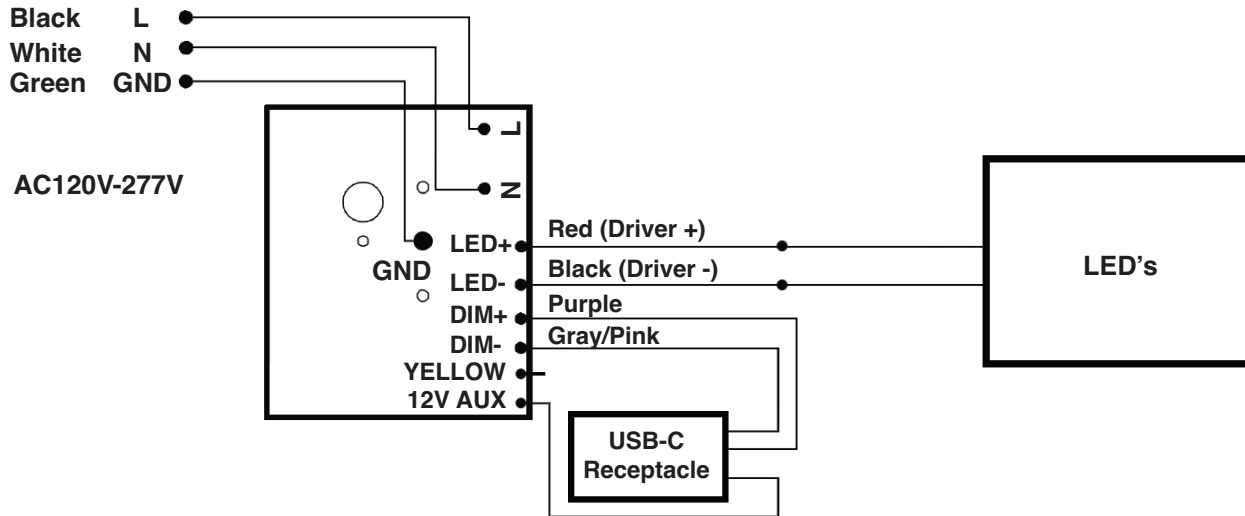 Black L
White N
Green GND
L
AC120V-277V
N
Red (Driver +)
LED+
GND
Black (Driver -)
LED-
LED's
Purple
DIM+
Gray/Pink
DIM-
YELLOW
12V AUX
USB-C
Receptacle